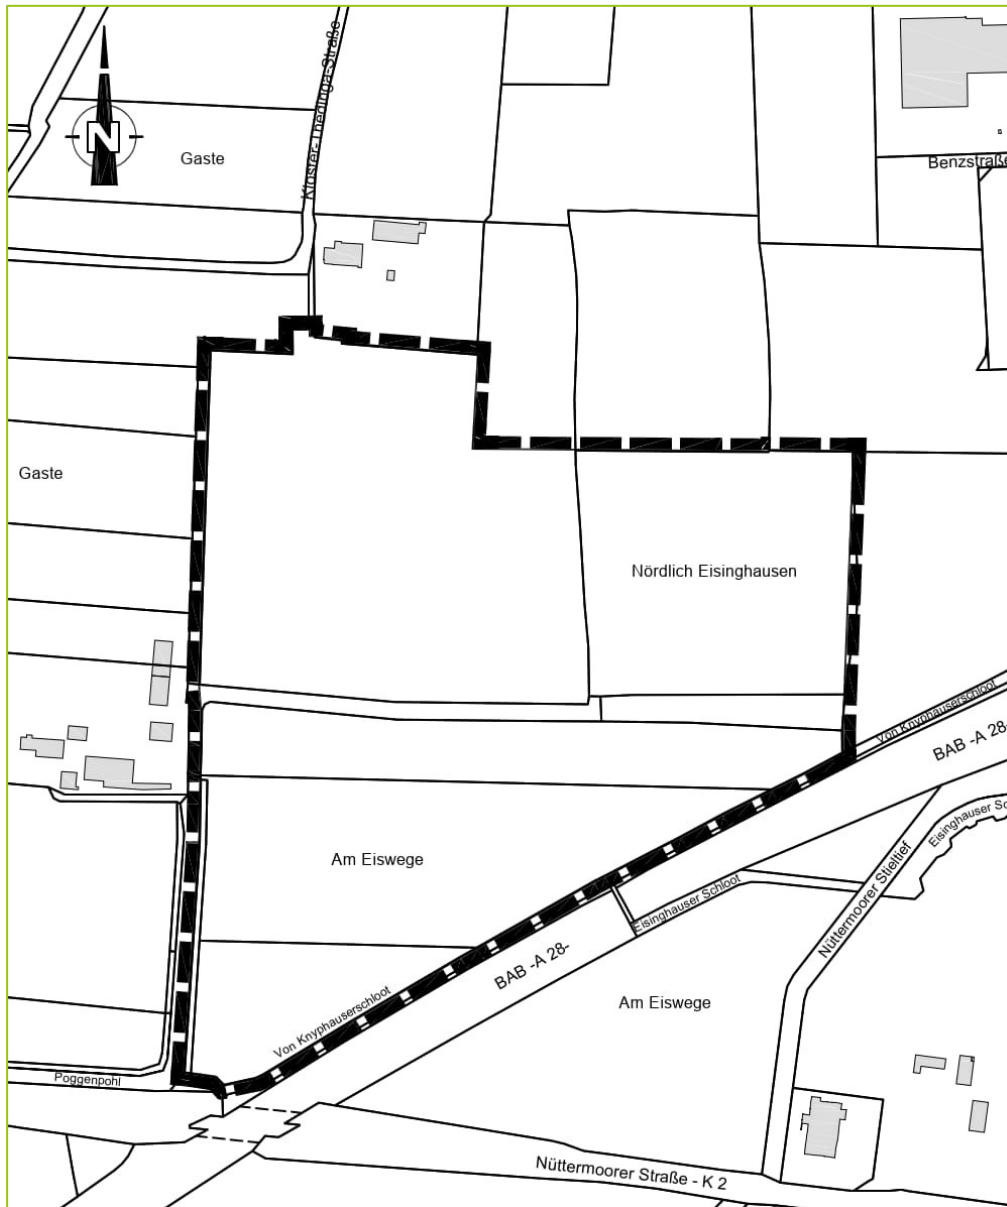 Kloster-Thedinga-Straße
N
Gaste
Benzstraße
Gaste
Nördlich Eisinghausen
Von Knyphauserschloot
BAB -A 28-
Eisinghauser Sc
Am Eiswege
Nüttermoorer Stieltief
Eisinghauser Schloot
BAB -A 28-
Am Eiswege
Von Knyphauserschloot
Poggenpohl
Nüttermoorer Straße - K 2